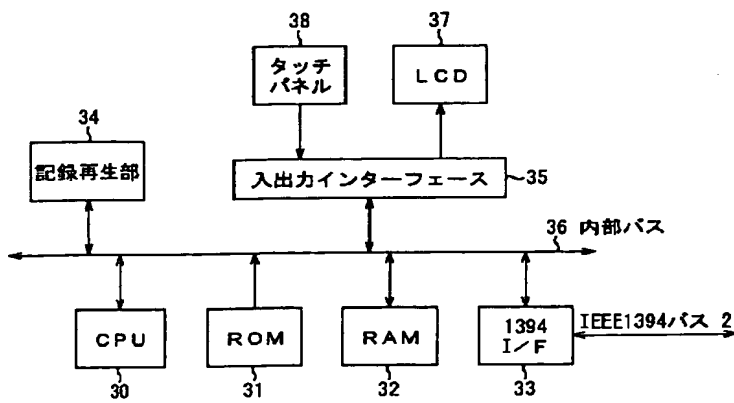 38
37
タッチ
パネル
LCD
34
記録再生部
入出力インターフェース
35
36 内部バス
CPU
ROM
RAM
1394
I/F
IEEE1394バス 2
30
31
32
33